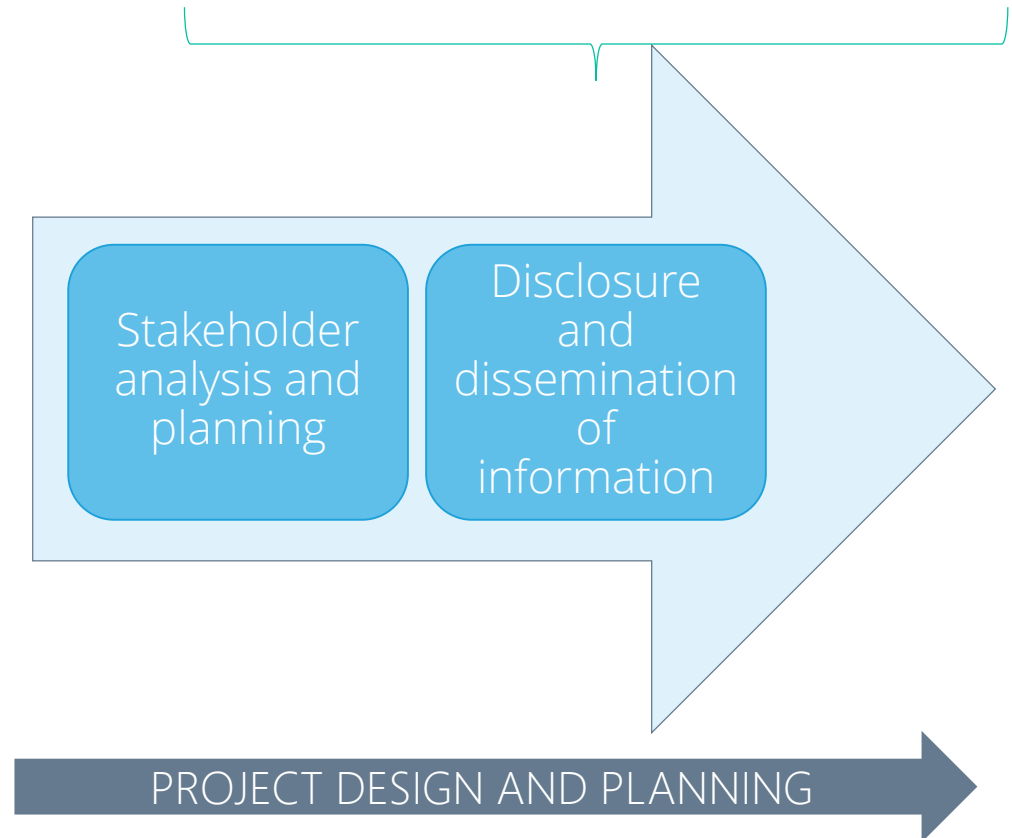 Stakeholder
analysis and
planning
Disclosure
and
dissemination
of
information
PROJECT DESIGN AND PLANNING